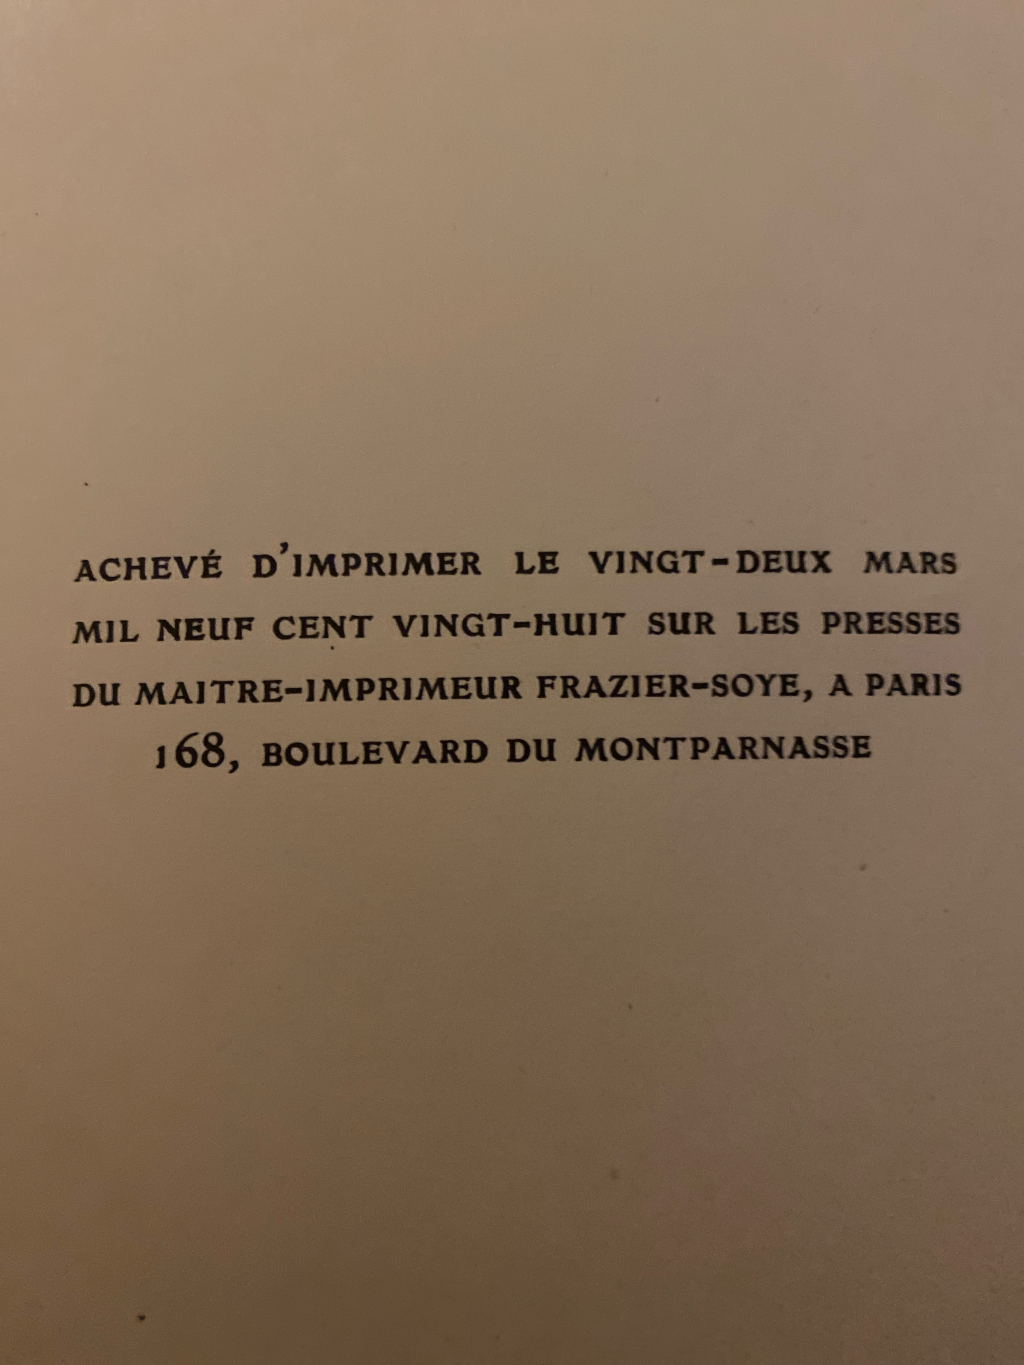 ACHEVÉ D'IMPRIMER LE VINGT-DEUX MARS
MIL NEUF CENT VINGT-HUIT SUR LES PRESSES
DU MAITRE-IMPRIMEUR FRAZIER-SOYE, A PARIS
168, BOULEVARD DU MONTPARNASSE